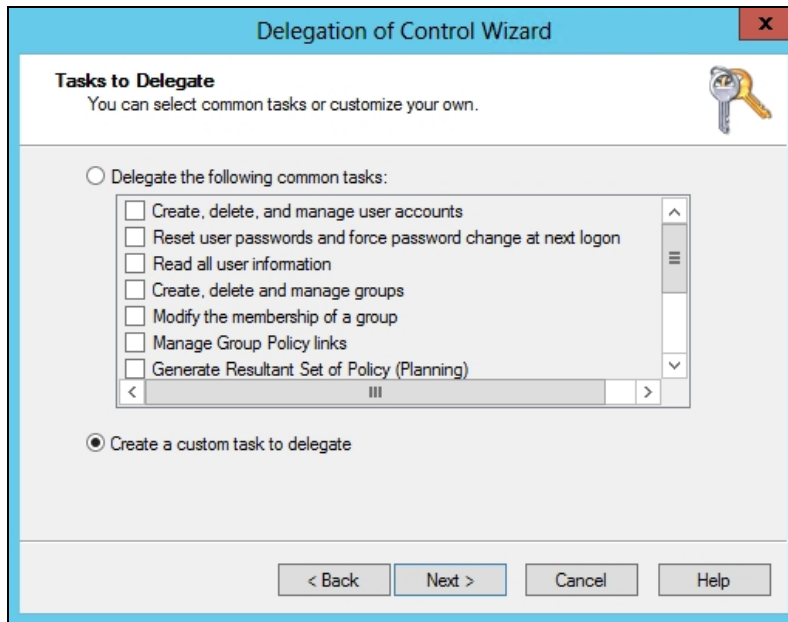 Delegation of Control Wizard
x
Tasks to Delegate
You can select common tasks or customize your own.
Delegate the following common tasks:
Create, delete, and manage user accounts
Reset user passwords and force password change at next logon
Read all user information
Create, delete and manage groups
Modify the membership of a group
Manage Group Policy links
Generate Resultant Set of Policy (Planning)
Create a custom task to delegate
< Back Next > Cancel Help